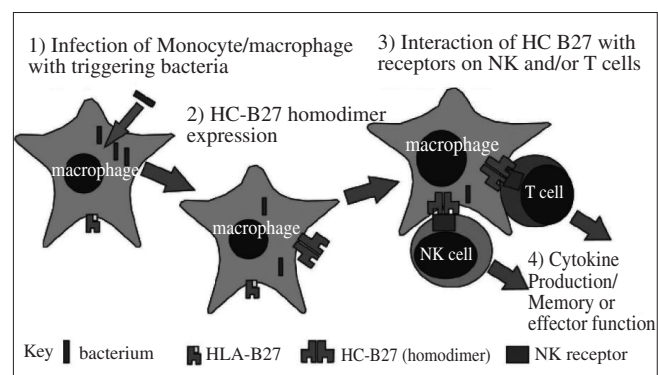 1) Infection of Monocyte/macrophage
with triggering bacteria
macrophage
2) HC-B27 homodimer
expression
macrophage
3) Interaction of HC B27 with
receptors on NK and/or T cells
macrophage
T cell
NK cell
4) Cytokine
Production/
Memory or
effector function
Key bacterium HLA-B27 HC-B27 (homodimer) NK receptor